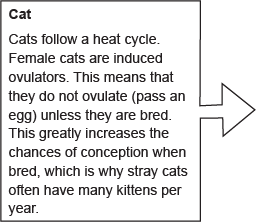 Cat
Cats follow a heat cycle.
Female cats are induced
ovulators. This means that
they do not ovulate (pass an
egg) unless they are bred.
This greatly increases the
chances of conception when
bred, which is why stray cats
often have many kittens per
year.